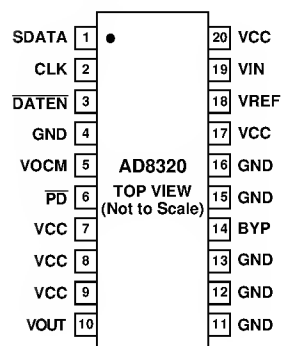 SDATA 1 20 VCC
CLK 2 19 VIN
DATEN 3 18 VREF
GND 4 17 VCC
VOCM 5 AD8320 16 GND
PD 6 TOP VIEW 15 GND
(Not to Scale)
VCC 7 14 BYP
VCC 8 13 GND
VCC 9 12 GND
VOUT 10 11 GND